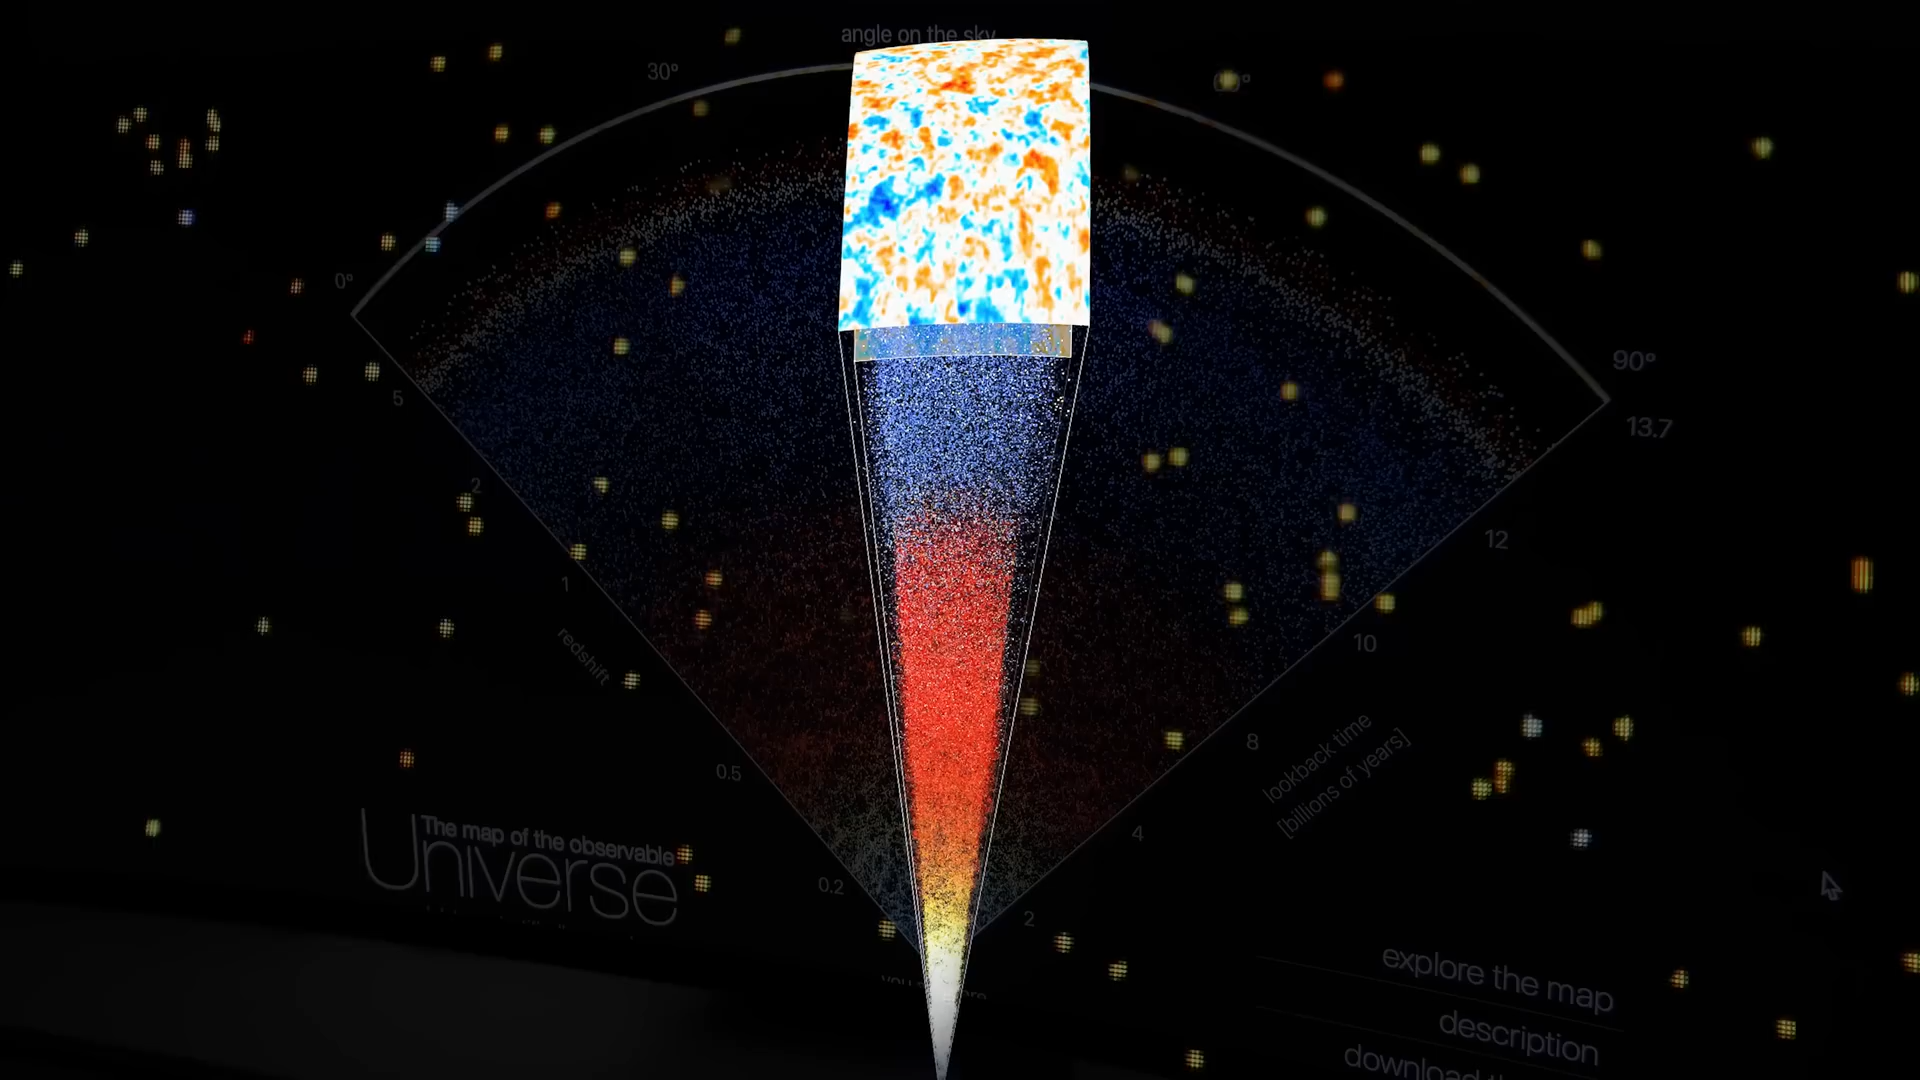 angle on the sky
30°
0°
90°
13.7
5
2
1
redshift
12
10
8
lookback time
[billions of years]
0.5
4
0.2
2
The map of the observable
Universe
explore the map
description
download